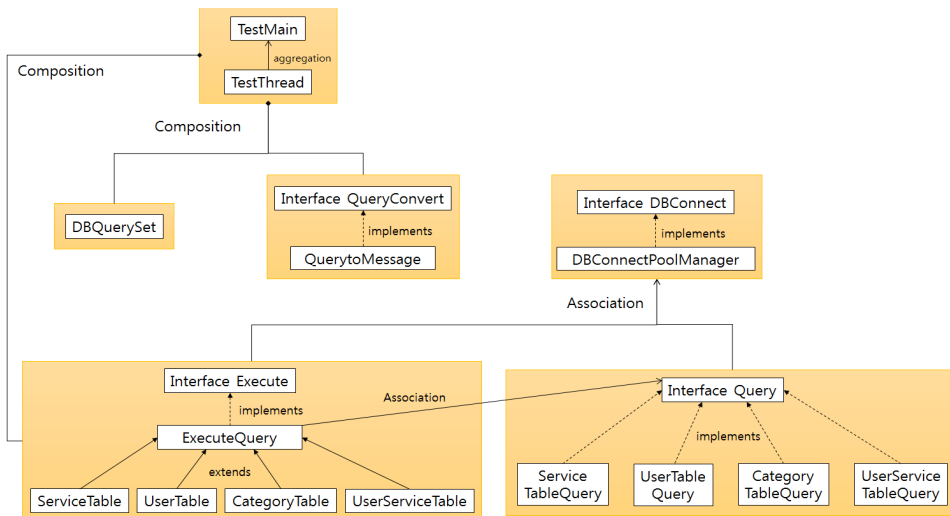 TestMain
aggregation
Composition
TestThread
Composition
Interface QueryConvert
Interface DBConnect
DBQuerySet
implements
implements
QuerytoMessage
DBConnectPoolManager
Association
Interface Execute
Association
Interface Query
implements
ExecuteQuery
implements
extends
Service
TableQuery
UserTable
Query
Category
TableQuery
UserService
TableQuery
ServiceTable
UserTable
CategoryTable
UserServiceTable